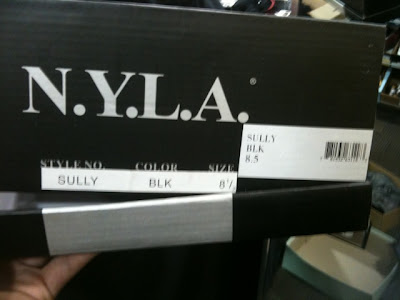 N.Y.L.A.®
SULLY
BLK
8.5
STYLE NO. COLOR SIZE
SULLY BLK 8½